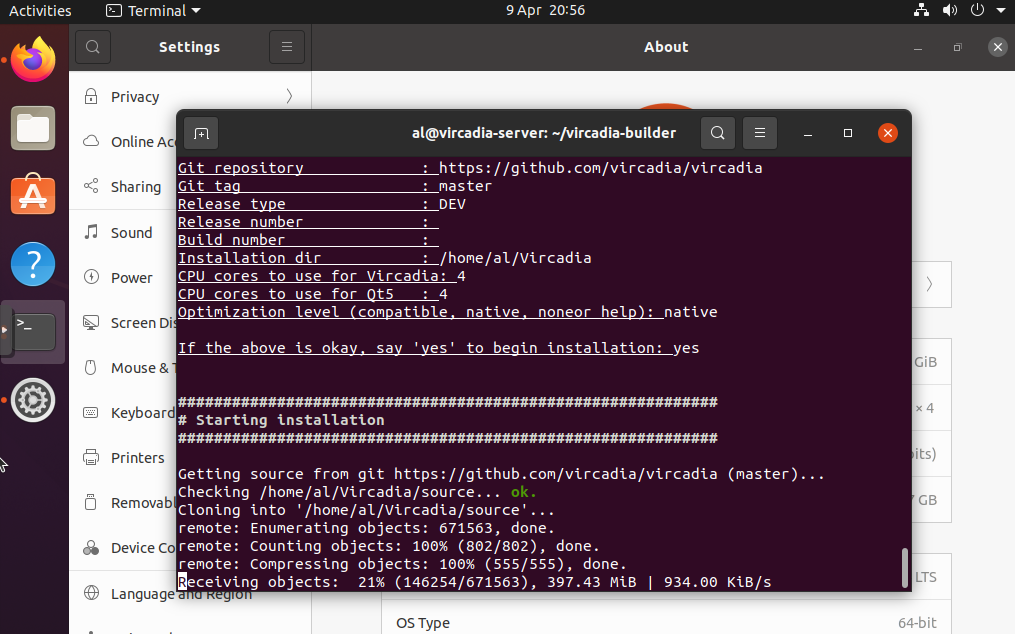 Activities
Terminal
9 Apr 20:56
Settings
About
Privacy
Online Acc
Sharing
Sound
Power
Screen Dis
Mouse & T
Keyboard
Printers
Removabl
Device Co
Language and Region
al@vircadia-server: ~/vircadia-builder
Git repository : https://github.com/vircadia/vircadia
Git tag : master
Release type : DEV
Release number :
Build number :
Installation dir : /home/al/Vircadia
CPU cores to use for Vircadia: 4
CPU cores to use for Qt5 : 4
Optimization level (compatible, native, noneor help): native
If the above is okay, say 'yes' to begin installation: yes
############################################################
# Starting installation
############################################################
Getting source from git https://github.com/vircadia/vircadia (master)...
Checking /home/al/Vircadia/source... ok.
Cloning into '/home/al/Vircadia/source'...
remote: Enumerating objects: 671563, done.
remote: Counting objects: 100% (802/802), done.
remote: Compressing objects: 100% (555/555), done.
Receiving objects: 21% (146254/671563), 397.43 MiB | 934.00 KiB/s
GiB
× 4
bits)
GB
LTS
OS Type
64-bit